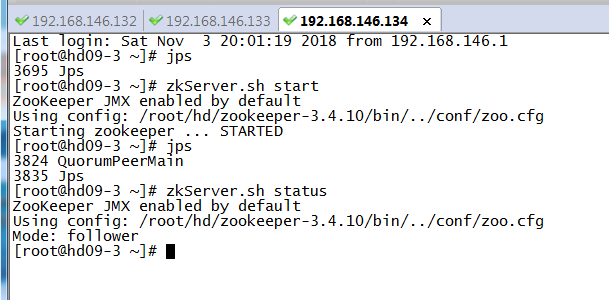 192.168.146.132 192.168.146.133 192.168.146.134 ×
Last login: Sat Nov  3 20:01:19 2018 from 192.168.146.1
[root@hd09-3 ~]# jps
3695 Jps
[root@hd09-3 ~]# zkServer.sh start
ZooKeeper JMX enabled by default
Using config: /root/hd/zookeeper-3.4.10/bin/../conf/zoo.cfg
Starting zookeeper ... STARTED
[root@hd09-3 ~]# jps
3824 QuorumPeerMain
3835 Jps
[root@hd09-3 ~]# zkServer.sh status
ZooKeeper JMX enabled by default
Using config: /root/hd/zookeeper-3.4.10/bin/../conf/zoo.cfg
Mode: follower
[root@hd09-3 ~]#